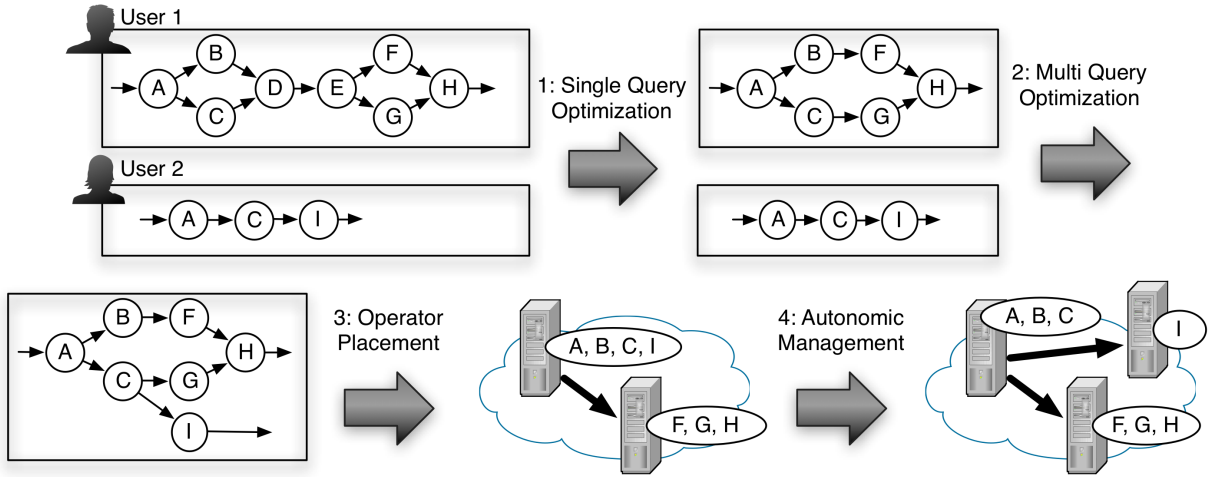 User 1
A
B
C
D
E
F
G
H
1: Single Query
Optimization
A
B
F
C
G
H
2: Multi Query
Optimization
User 2
A
C
I
A
C
I
A
B
F
C
G
H
I
3: Operator
Placement
A, B, C, I
F, G, H
4: Autonomic
Management
A, B, C
I
F, G, H